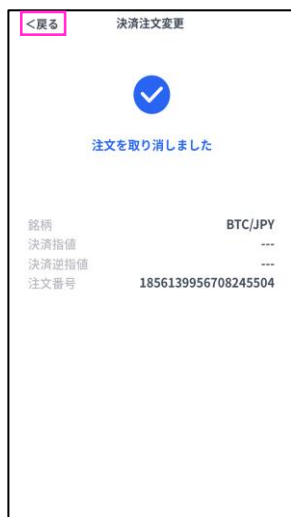 <戻る 決済注文変更
注文を取り消しました
銘柄 BTC/JPY
決済指値 ---
決済逆指値 ---
注文番号 1856139956708245504